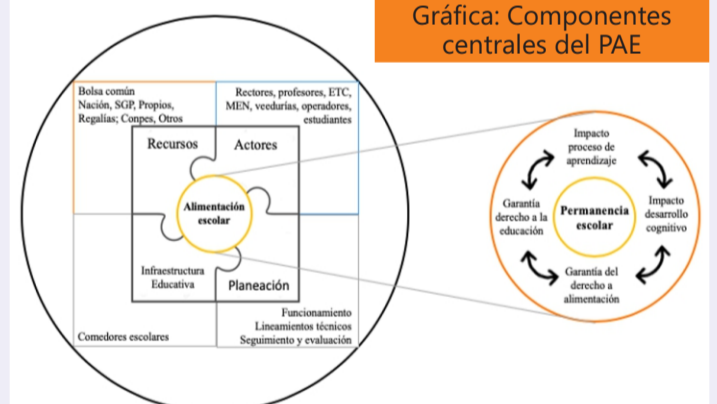 Gráfica: Componentes
centrales del PAE
Bolsa común
Nación, SGP, Propios,
Regalías; Conpes, Otros
Rectores, profesores, ETC,
MEN, veedurías, operadores,
estudiantes
Recursos
Actores
Alimentación
escolar
Infraestructura
Educativa
Planeación
Comedores escolares
Funcionamiento
Lineamientos técnicos
Seguimiento y evaluación
Impacto
proceso de
aprendizaje
Garantía
derecho a la
educación
Permanencia
escolar
Impacto
desarrollo
cognitivo
Garantía del
derecho a
alimentación